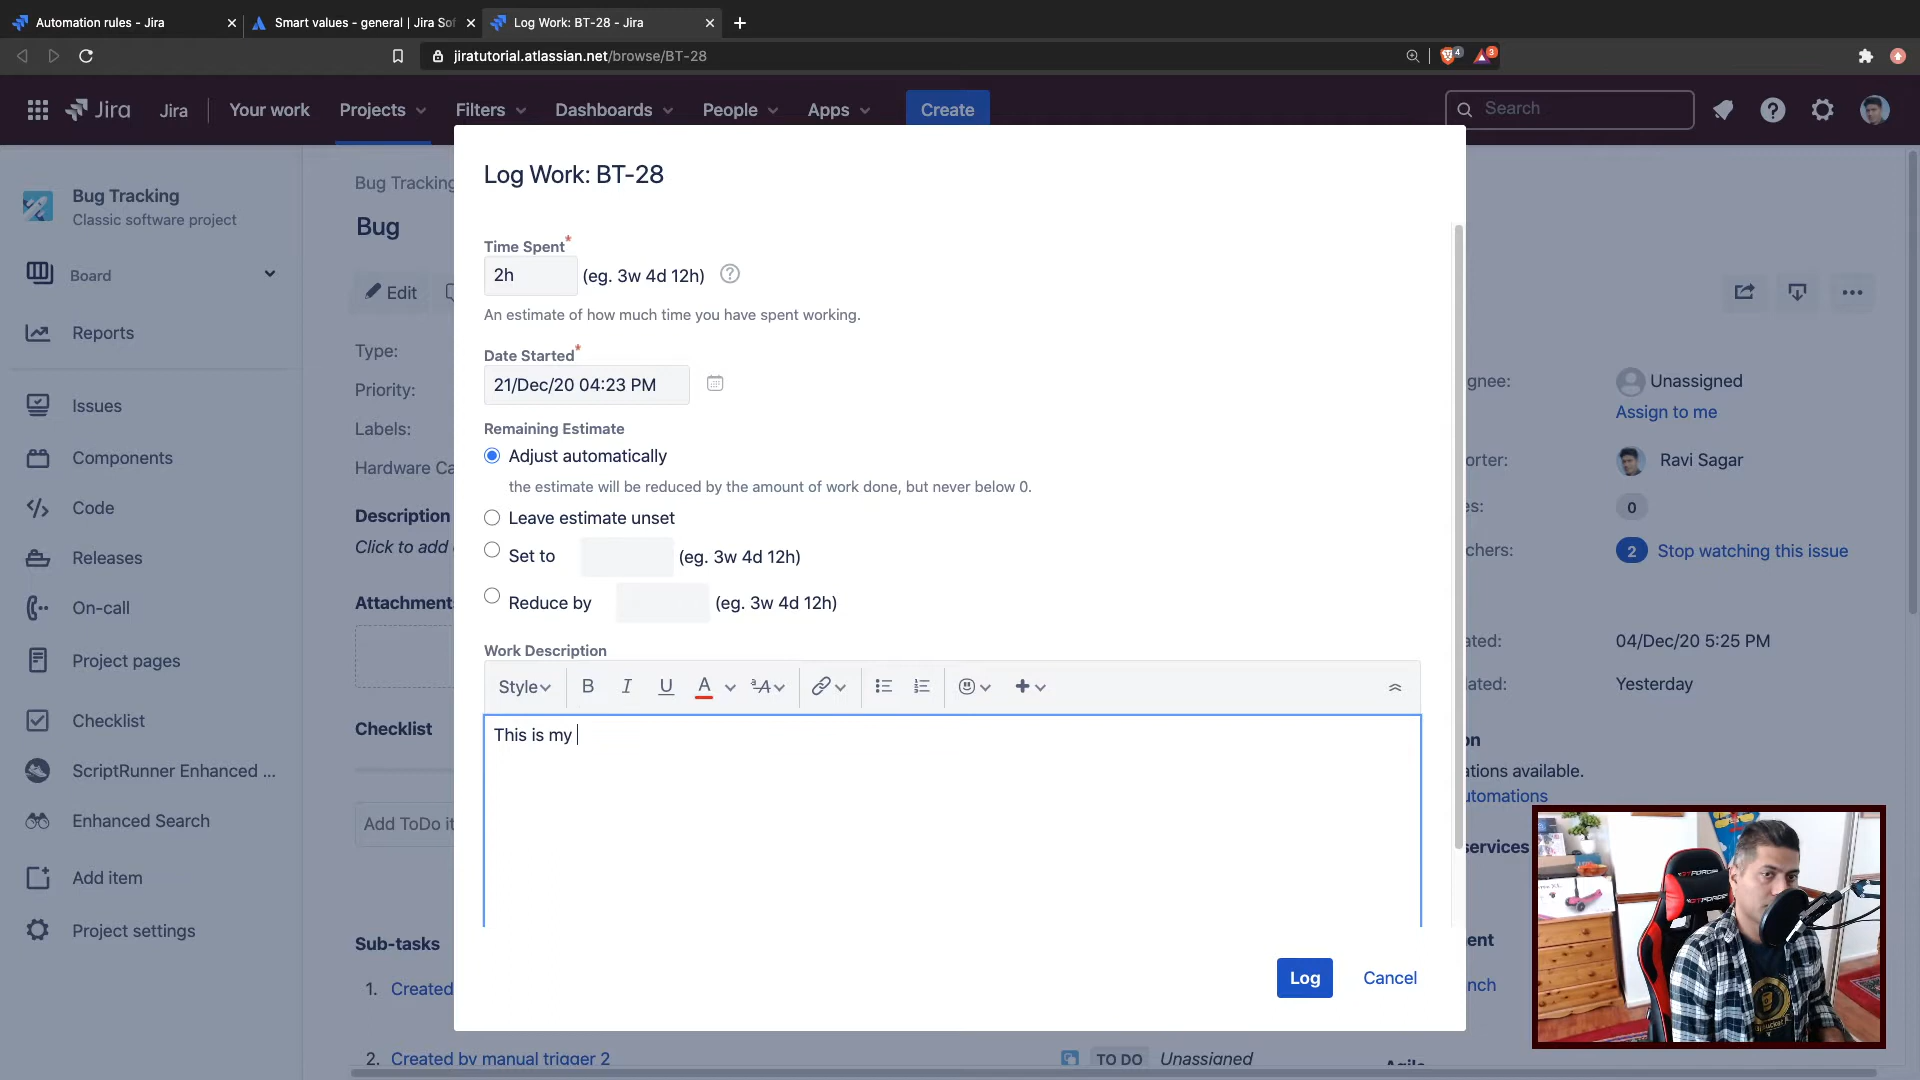 Automation rules - Jira
Smart values - general | Jira Sof
Log Work: BT-28 - Jira
jiratutorial.atlassian.net/browse/BT-28
4
3
Jira
Jira
Your work
Projects
Filters
Dashboards
People
Apps
Create
Search
Bug Tracking
Classic software project
Board
Reports
Issues
Components
Code
Releases
On-call
Project pages
Checklist
ScriptRunner Enhanced ...
Enhanced Search
Add item
Project settings
Bug Tracking
Bug
Edit
Type:
Priority:
Labels:
Hardware Ca
Description
Click to add
Attachment
Checklist
Add ToDo it
Sub-tasks
1. Created
2. Created by manual trigger 2
TO DO
Unassigned
Log Work: BT-28
Time Spent*
2h
(eg. 3w 4d 12h)
An estimate of how much time you have spent working.
Date Started*
21/Dec/20 04:23 PM
Remaining Estimate
Adjust automatically
the estimate will be reduced by the amount of work done, but never below 0.
Leave estimate unset
Set to
(eg. 3w 4d 12h)
Reduce by
(eg. 3w 4d 12h)
Work Description
Style
B I U A
This is my
Log
Cancel
gnee:
Unassigned
Assign to me
orter:
Ravi Sagar
es:
0
chers:
2
Stop watching this issue
ated:
04/Dec/20 5:25 PM
lated:
Yesterday
on
ations available.
utomations
services
ent
nch